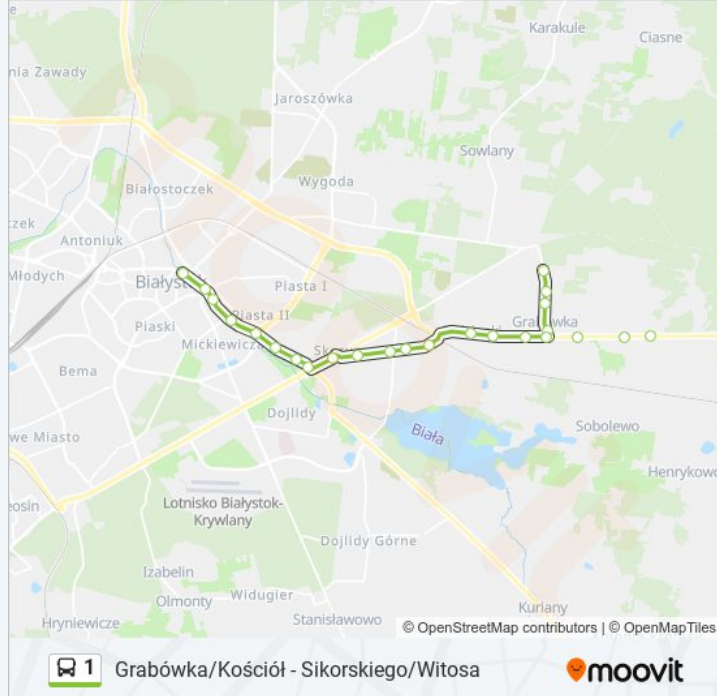 Karakule
Ciasne
nia Zawady
Jaroszówka
Sowlany
Wygoda
Białostoczek
czek
Antoniuk
Młodych
Białystok
Piasta I
Piasta II
Grabówka
Piaski
Mickiewicza
Bema
Dojlidy
Biała
Sobolewo
we Miasto
Henrykowo
eosin
Lotnisko Białystok-
Krywlany
Dojlidy Górne
Izabelin
Olmonty
Widugier
Kuriany
Stanisławowo
Hryniewicze
© OpenStreetMap contributors | © OpenMapTiles
1 Grabówka/Kościół - Sikorskiego/Witosa
moovit